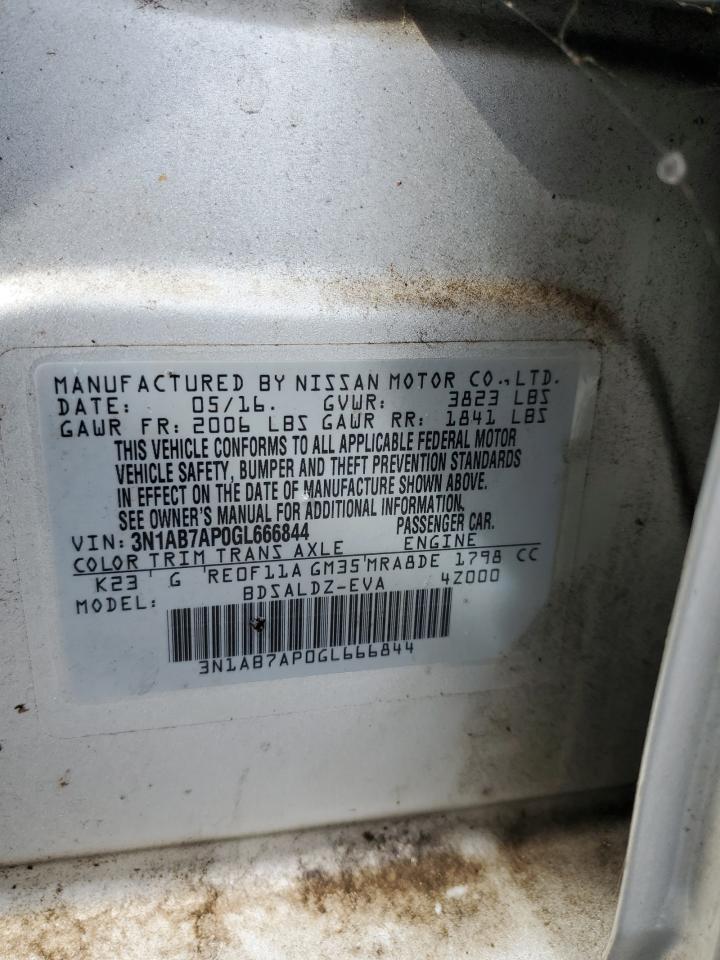 MANUFACTURED BY NISSAN MOTOR CO., LTD.
DATE: 05/16. GVWR: 3823 LBS
GAWR FR: 2006 LBS GAWR RR: 1841 LBS
THIS VEHICLE CONFORMS TO ALL APPLICABLE FEDERAL MOTOR
VEHICLE SAFETY, BUMPER AND THEFT PREVENTION STANDARDS
IN EFFECT ON THE DATE OF MANUFACTURE SHOWN ABOVE.
SEE OWNER'S MANUAL FOR ADDITIONAL INFORMATION.
VIN: 3N1AB7AP0GL666844 PASSENGER CAR.
COLOR TRIM TRANS AXLE ENGINE
K23 G RE0F11A GM35 MRA8DE 1798 CC
MODEL: BDSALDZ-EVA 4Z000
3N1AB7AP0GL666844